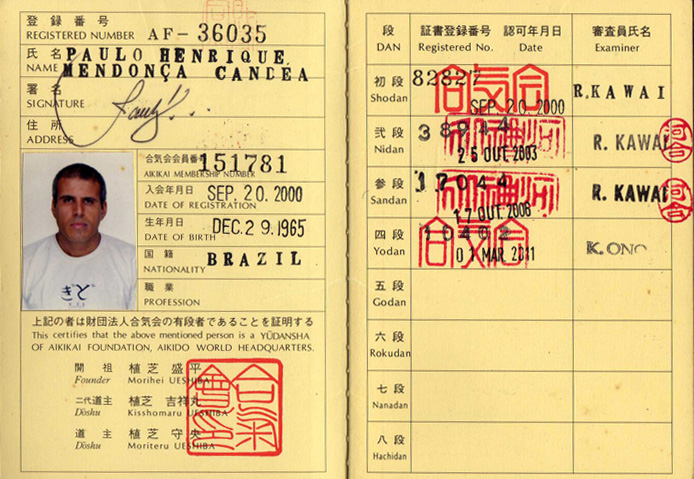 登録番号
REGISTERED NUMBER AF-36035
氏名 PAULO HENRIQUE
NAME MENDONÇA CANDÉA
署名
SIGNATURE
住所
ADDRESS
合気会会員番号 151781
AIKIKAI MEMBERSHIP NUMBER
入会年月日 SEP. 20. 2000
DATE OF REGISTRATION
生年月日 DEC. 29. 1965
DATE OF BIRTH
国籍 BRAZIL
NATIONALITY
職業
PROFESSION
上記の者は財団法人合気会の有段者であることを証明する
This certifies that the above mentioned person is a YŪDANSHA
OF AIKIKAI FOUNDATION, AIKIDO WORLD HEADQUARTERS.
開祖 植芝盛平
Founder Morihei UESHIBA
二代道主 植芝吉祥丸
Dōshu Kisshomaru UESHIBA
道主 植芝守央
Dōshu Moriteru UESHIBA
段 証書登録番号 認可年月日 審査員氏名
DAN Registered No. Date Examiner
初段 82827 R.KAWAI
Shodan SEP. 20. 2000
弐段 38944 R. KAWAI
Nidan 25 OUT 2003
参段 17044 R. KAWAI
Sandan 17 OUT 2006
四段 10402 K. ONO
Yodan 01 MAR. 2011
五段
Godan
六段
Rokudan
七段
Nanadan
八段
Hachidan